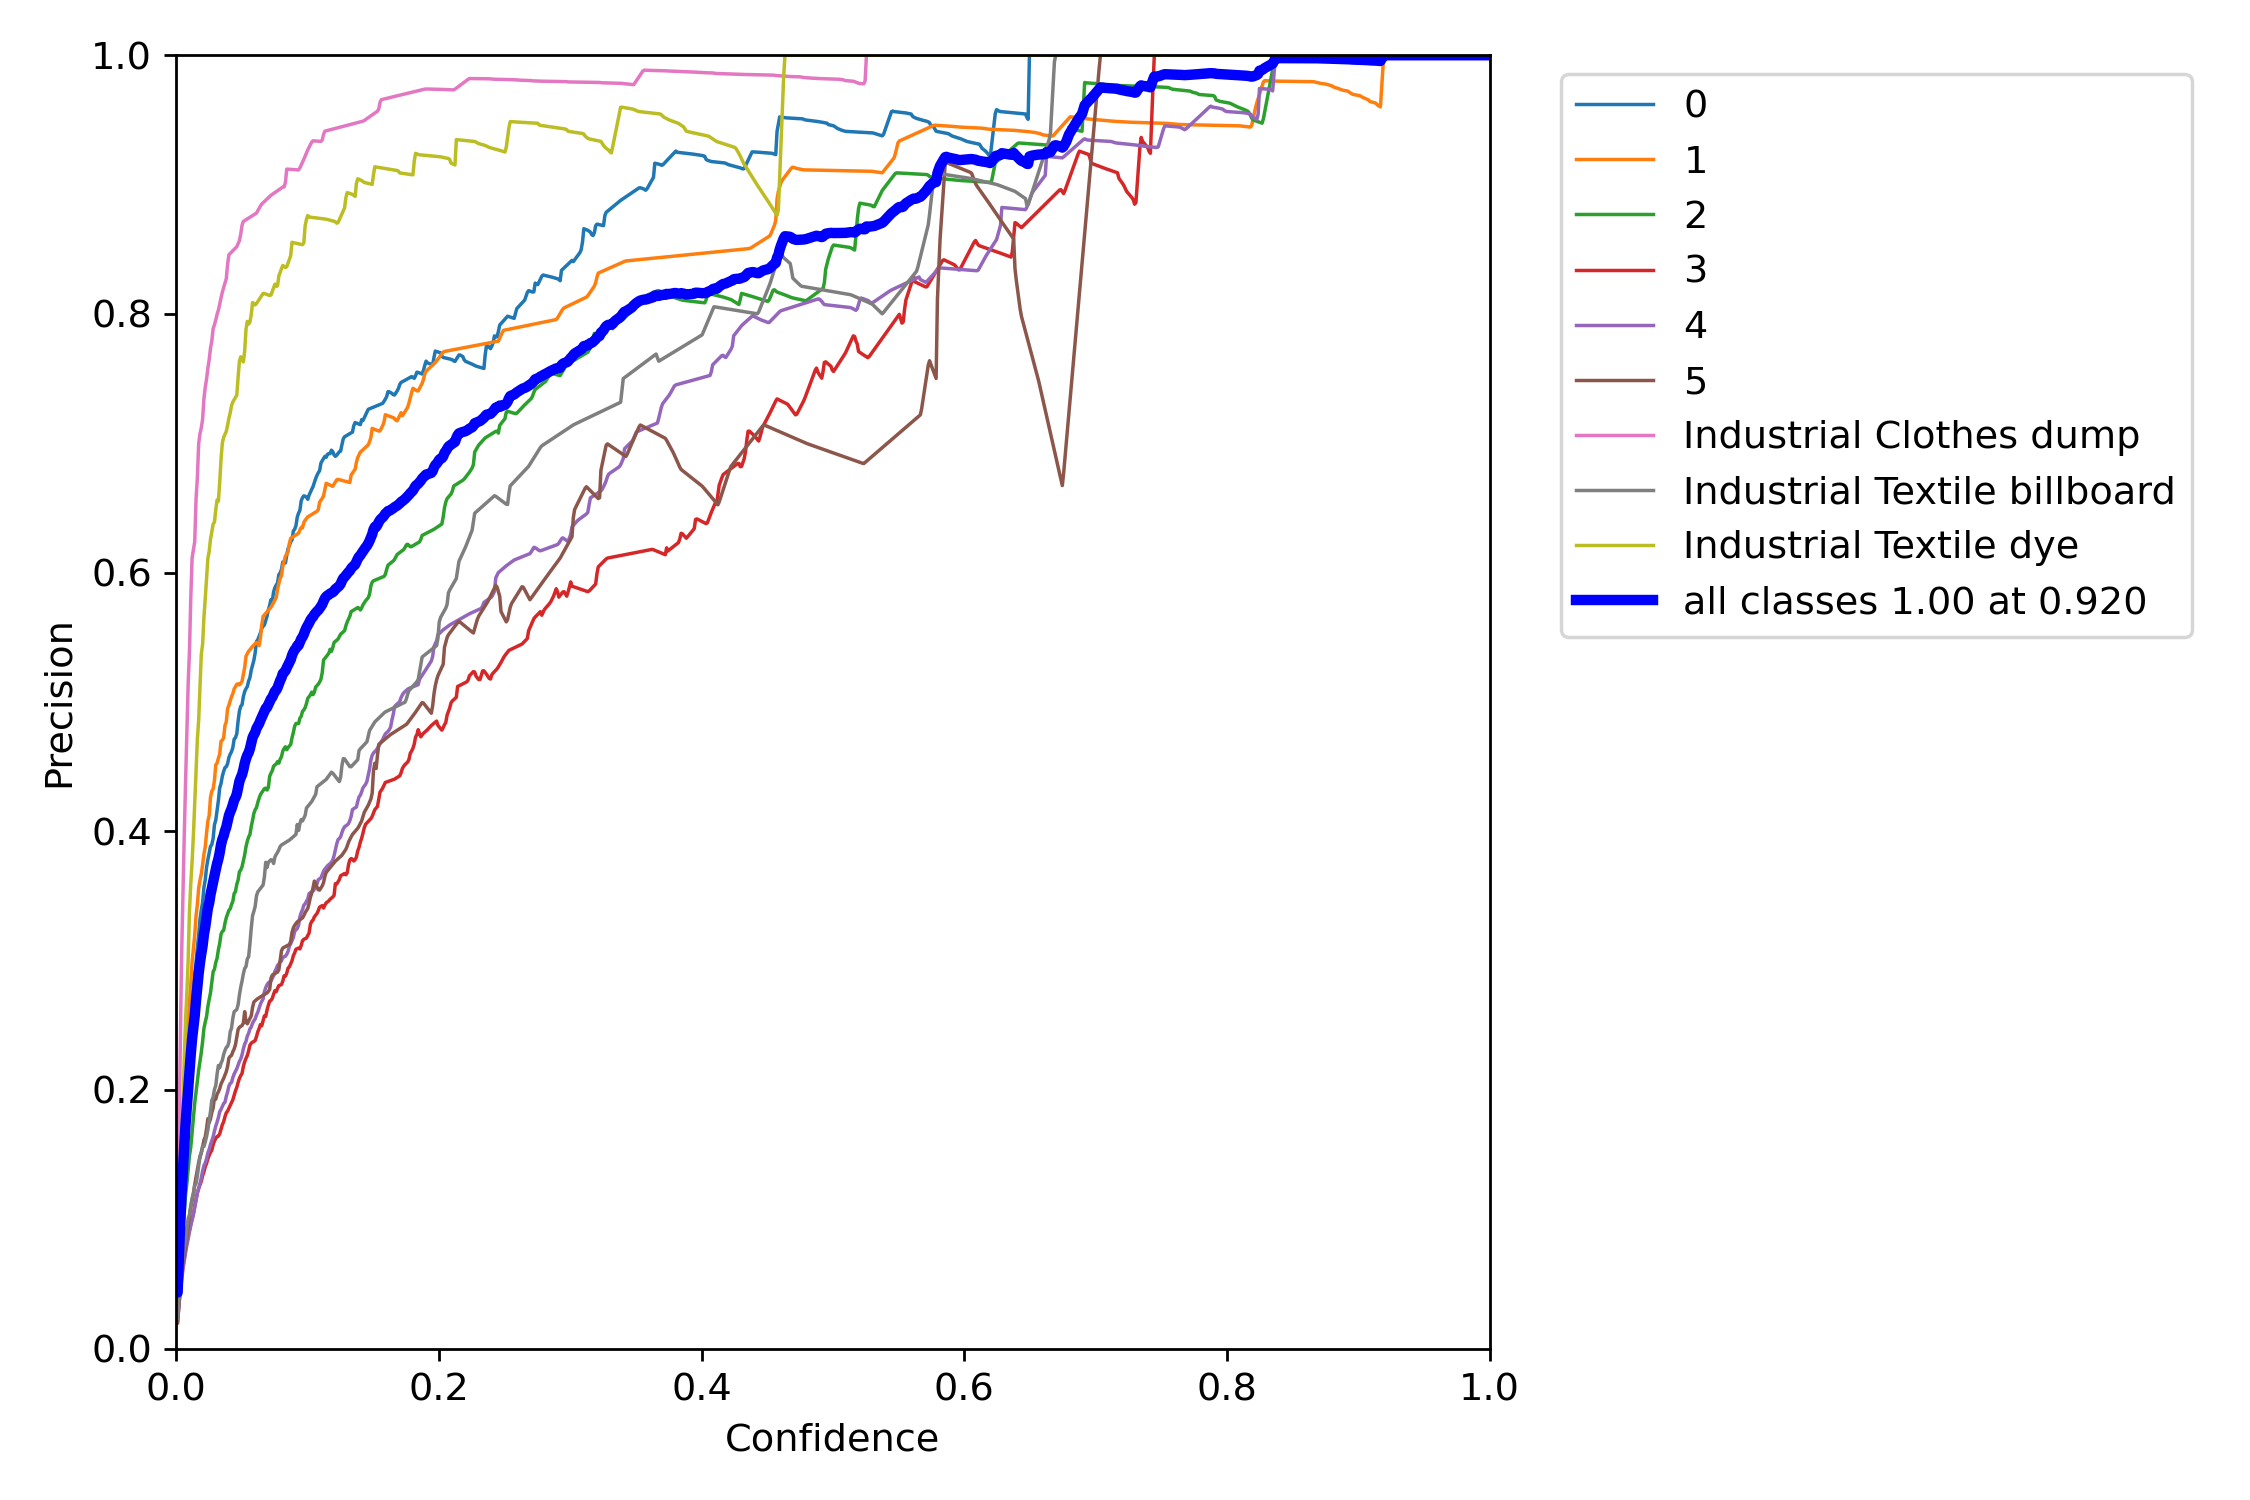 1.0
0.8
0.6
0.4
0.2
0.0
0.0 0.2 0.4 0.6 0.8 1.0
Precision
Confidence
0
1
2
3
4
5
Industrial Clothes dump
Industrial Textile billboard
Industrial Textile dye
all classes 1.00 at 0.920